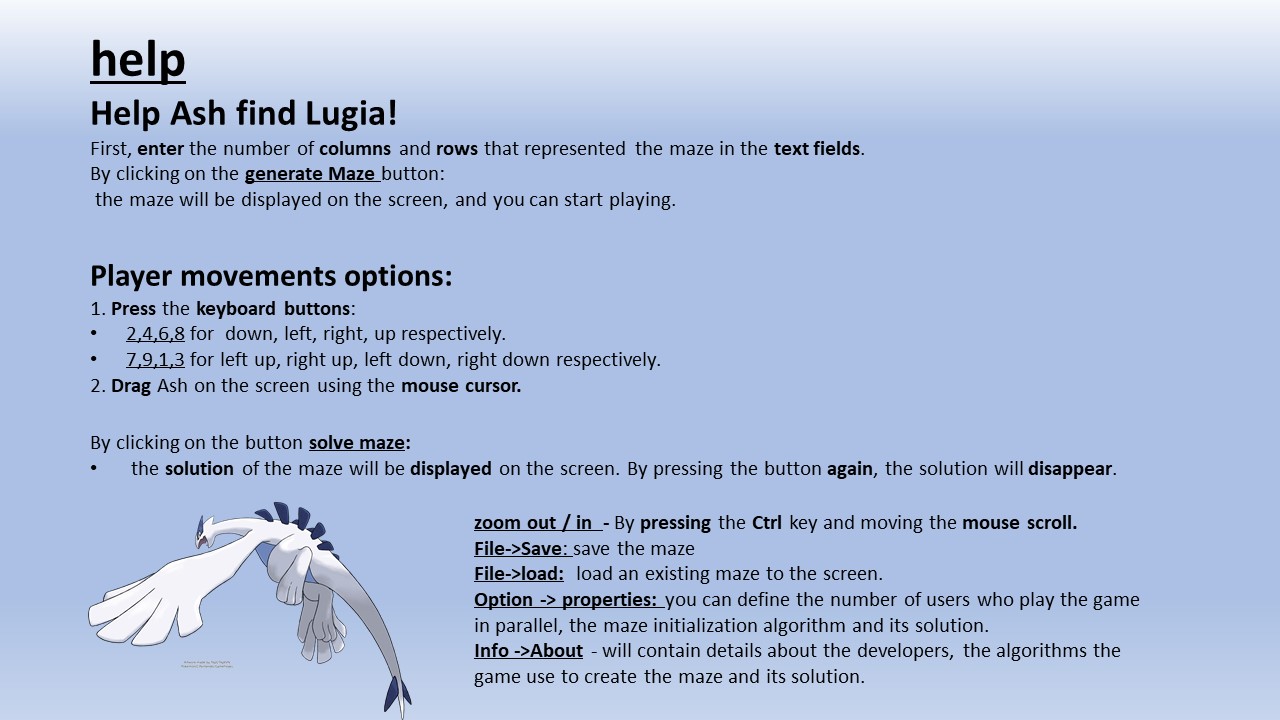 help
Help Ash find Lugia!
First, enter the number of columns and rows that represented the maze in the text fields.
By clicking on the generate Maze button:
the maze will be displayed on the screen, and you can start playing.
Player movements options:
1. Press the keyboard buttons:
• 2,4,6,8 for down, left, right, up respectively.
• 7,9,1,3 for left up, right up, left down, right down respectively.
2. Drag Ash on the screen using the mouse cursor.
By clicking on the button solve maze:
• the solution of the maze will be displayed on the screen. By pressing the button again, the solution will disappear.
zoom out / in - By pressing the Ctrl key and moving the mouse scroll.
File->Save: save the maze
File->load: load an existing maze to the screen.
Option -> properties: you can define the number of users who play the game
in parallel, the maze initialization algorithm and its solution.
Info ->About - will contain details about the developers, the algorithms the
game use to create the maze and its solution.